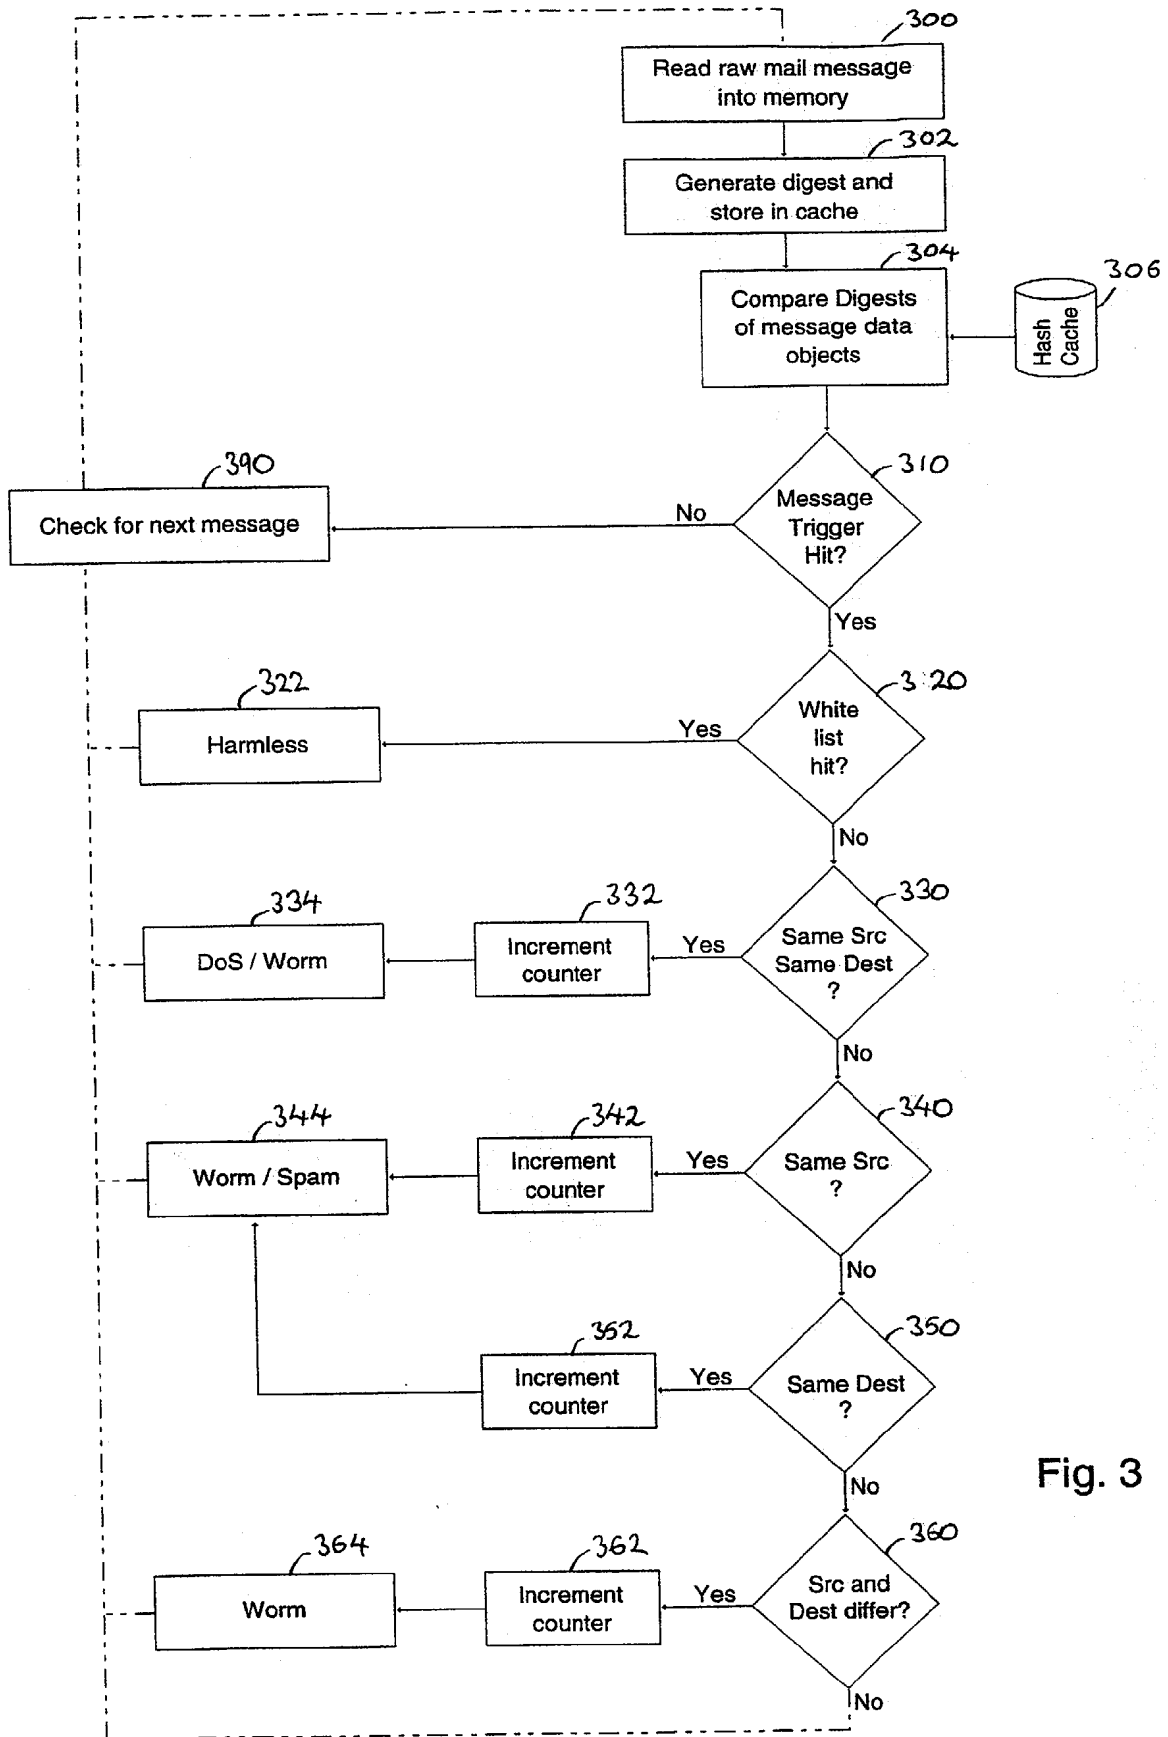 300
Read raw mail message
into memory
302
Generate digest and
store in cache
304
Compare Digests
of message data
objects
306
Hash
Cache
390
Check for next message
No
310
Message
Trigger
Hit?
Yes
322
Harmless
Yes
320
White
list
hit?
No
334
DoS / Worm
332
Increment
counter
Yes
330
Same Src
Same Dest
?
No
344
Worm / Spam
342
Increment
counter
Yes
340
Same Src
?
No
352
Increment
counter
Yes
350
Same Dest
?
No
Fig. 3
364
Worm
362
Increment
counter
Yes
360
Src and
Dest differ?
No